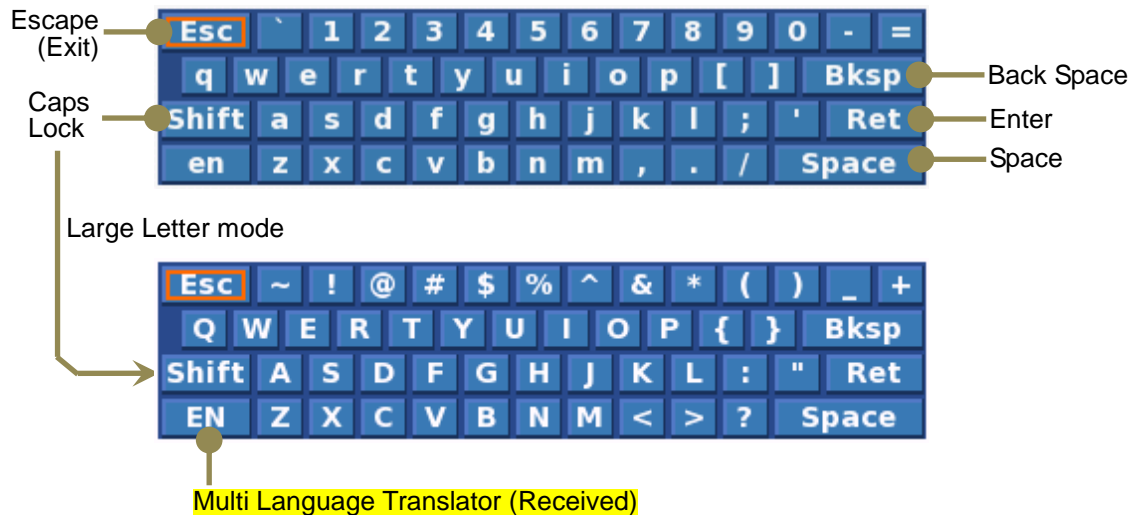 Escape
(Exit)
Esc ` 1 2 3 4 5 6 7 8 9 0 - =
q w e r t y u i o p [ ] Bksp
Back Space
Caps
Lock
Shift a s d f g h j k l ; ' Ret
Enter
en z x c v b n m , . / Space
Space
Large Letter mode
Esc ~ ! @ # $ % ^ & * ( ) _ +
Q W E R T Y U I O P { } Bksp
Shift A S D F G H J K L : " Ret
EN Z X C V B N M < > ? Space
Multi Language Translator (Received)